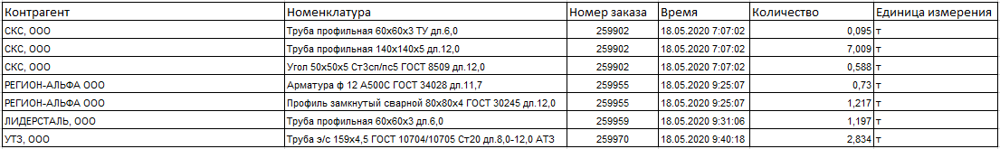 Контрагент Номенклатура Номер заказа Время Количество Единица измерения
СКС, ООО Труба профильная 60х60х3 ТУ дл.6,0 259902 18.05.2020 7:07:02 0,095 т
СКС, ООО Труба профильная 140х140х5 дл.12,0 259902 18.05.2020 7:07:02 7,009 т
СКС, ООО Угол 50х50х5 Ст3сп/пс5 ГОСТ 8509 дл.12,0 259902 18.05.2020 7:07:02 0,588 т
РЕГИОН-АЛЬФА ООО Арматура ф 12 А500С ГОСТ 34028 дл.11,7 259955 18.05.2020 9:25:07 0,73 т
РЕГИОН-АЛЬФА ООО Профиль замкнутый сварной 80х80х4 ГОСТ 30245 дл.12,0 259955 18.05.2020 9:25:07 1,217 т
ЛИДЕРСТАЛЬ, ООО Труба профильная 60х60х3 дл.6,0 259959 18.05.2020 9:31:06 1,197 т
УТЗ, ООО Труба э/с 159х4,5 ГОСТ 10704/10705 Ст20 дл.8,0-12,0 АТЗ 259970 18.05.2020 9:40:18 2,834 т